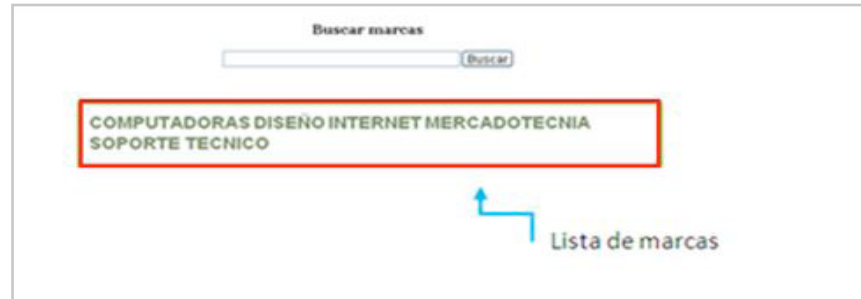 Buscar marcas
Buscar
COMPUTADORAS DISEÑO INTERNET MERCADOTECNIA
SOPORTE TECNICO
Lista de marcas